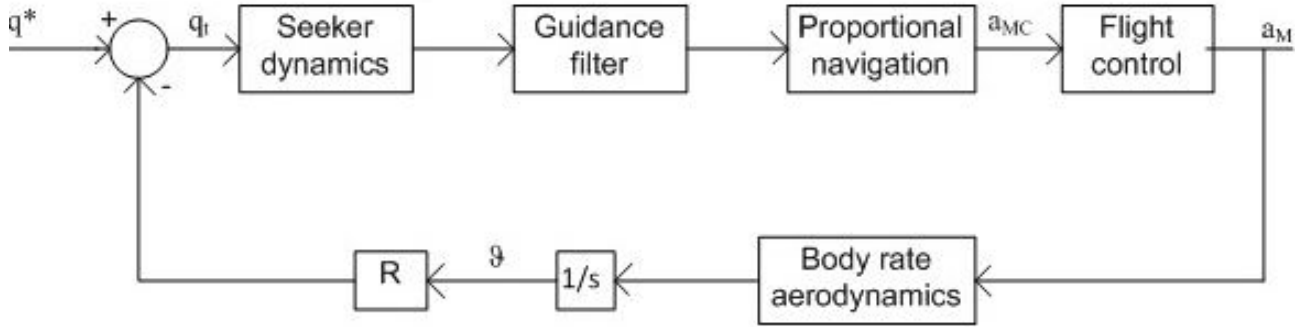 q*
+
-
qt
Seeker
dynamics
Guidance
filter
Proportional
navigation
aMC
Flight
control
aM
R
ϑ
1/s
Body rate
aerodynamics